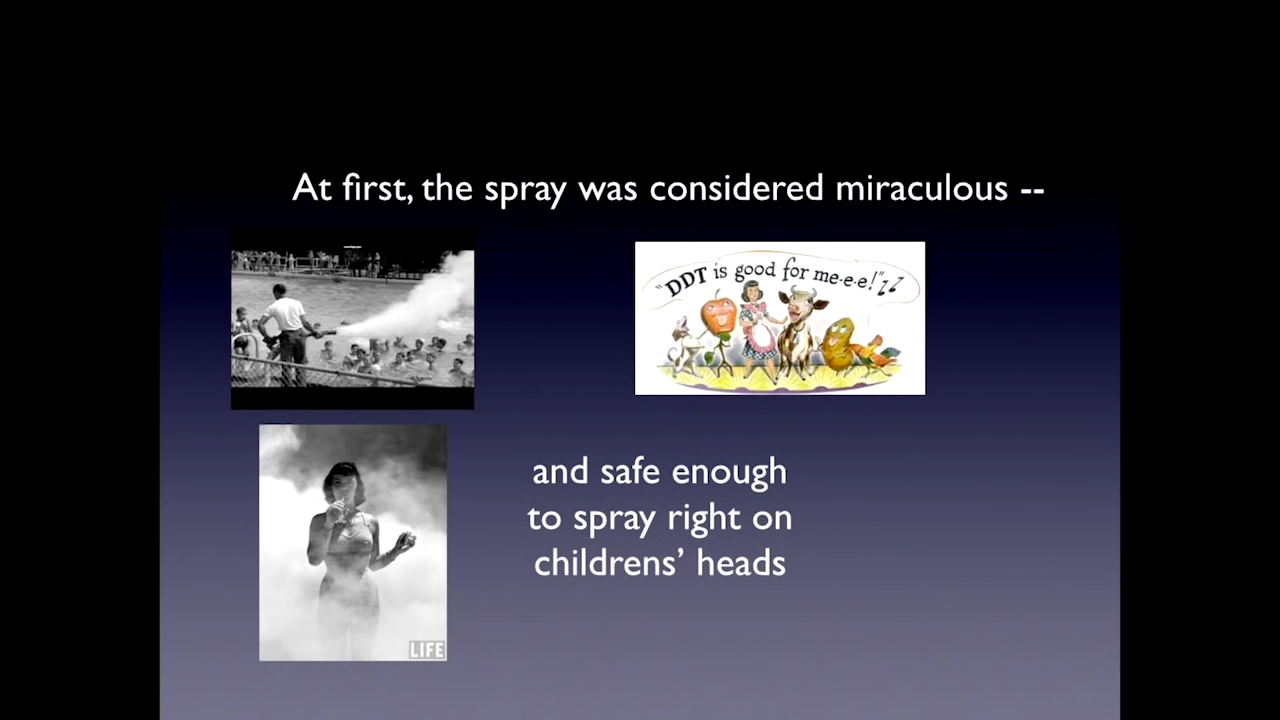 At first, the spray was considered miraculous --
"DDT is good for me-e-e!"
and safe enough
to spray right on
childrens' heads
LIFE